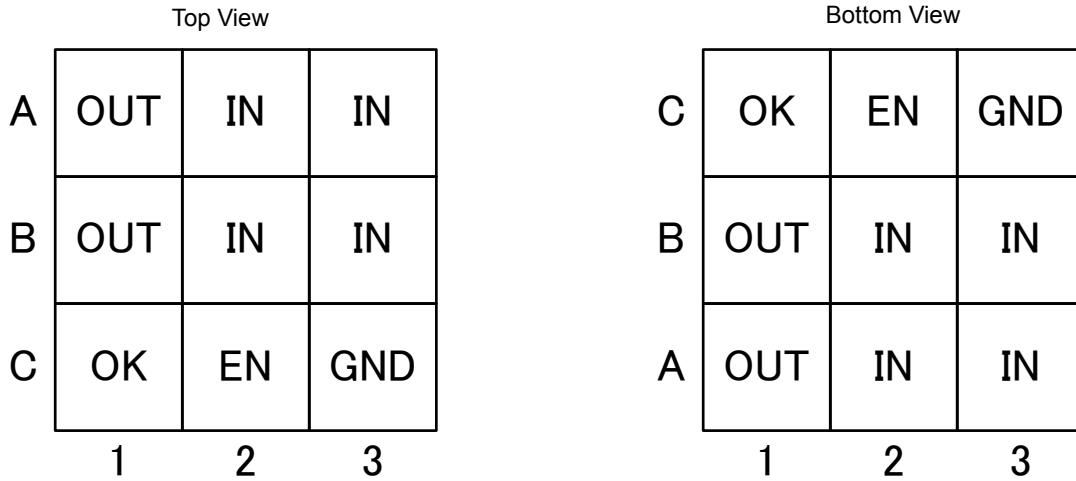 Top View
Bottom View
A OUT IN IN
C OK EN GND
B OUT IN IN
B OUT IN IN
C OK EN GND
A OUT IN IN
1 2 3
1 2 3